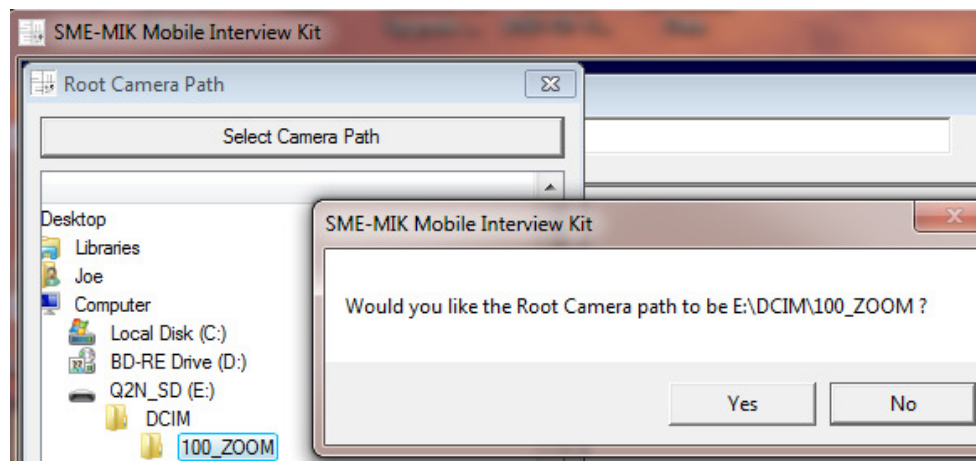 SME-MIK Mobile Interview Kit
Root Camera Path
Select Camera Path
Desktop
Libraries
Joe
Computer
Local Disk (C:)
BD-RE Drive (D:)
Q2N_SD (E:)
DCIM
100_ZOOM
SME-MIK Mobile Interview Kit
Would you like the Root Camera path to be E:\DCIM\100_ZOOM ?
Yes
No